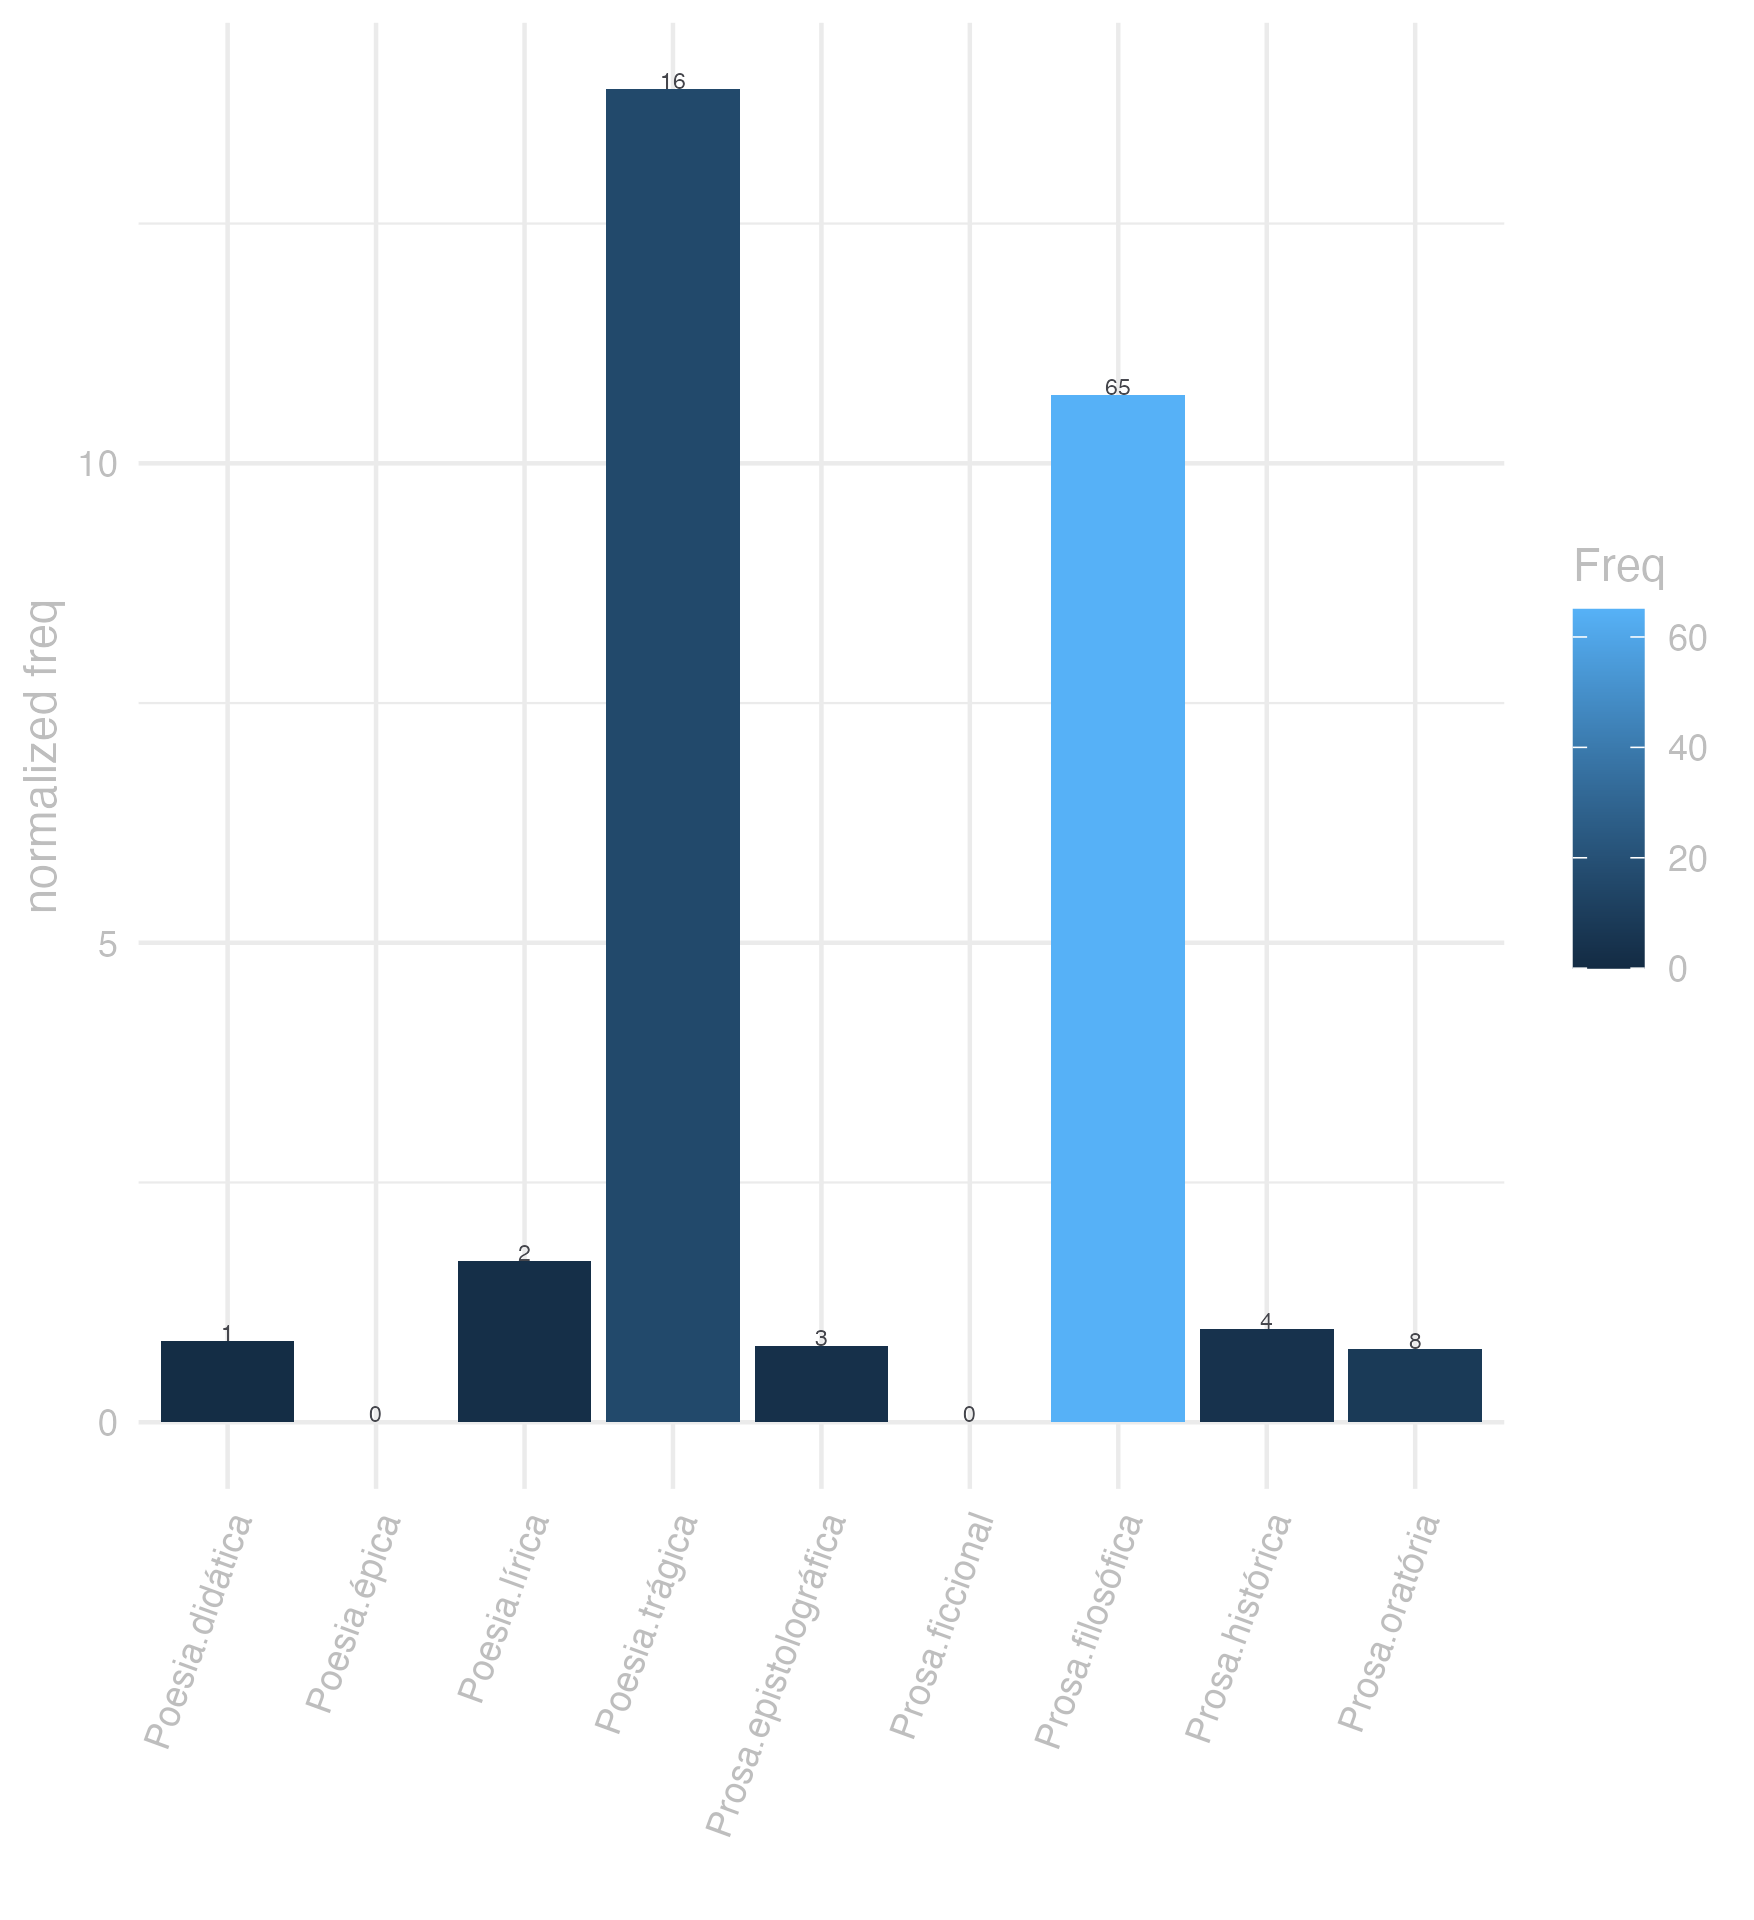 16
65
10
Freq
60
normalized freq
40
20
5
0
2
1
3
4
8
0
0
0
Poesia.didática
Poesia.épica
Poesia.lírica
Poesia.trágica
Prosa.epistolográfica
Prosa.ficcional
Prosa.filosófica
Prosa.histórica
Prosa.oratória